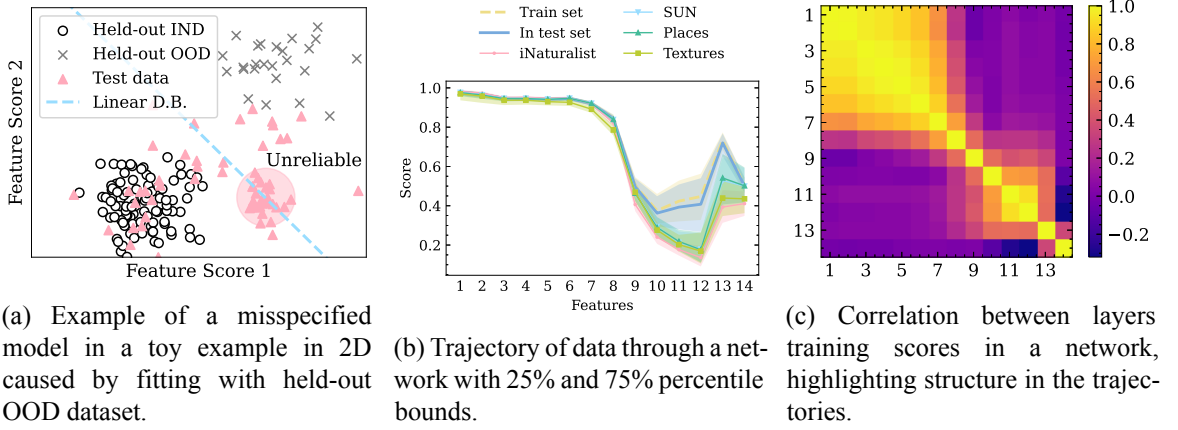 Feature Score 2
Held-out IND
Held-out OOD
Test data
Linear D.B.
Unreliable
Feature Score 1
(a) Example of a misspecified
model in a toy example in 2D
caused by fitting with held-out
OOD dataset.
Train set
In test set
iNaturalist
SUN
Places
Textures
Score
1.0
0.8
0.6
0.4
0.2
1 2 3 4 5 6 7 8 9 10 11 12 13 14
Features
(b) Trajectory of data through a net-
work with 25% and 75% percentile
bounds.
1
3
5
7
9
11
13
1 3 5 7 9 11 13
1.0
0.8
0.6
0.4
0.2
0.0
−0.2
(c) Correlation between layers
training scores in a network,
highlighting structure in the trajec-
tories.